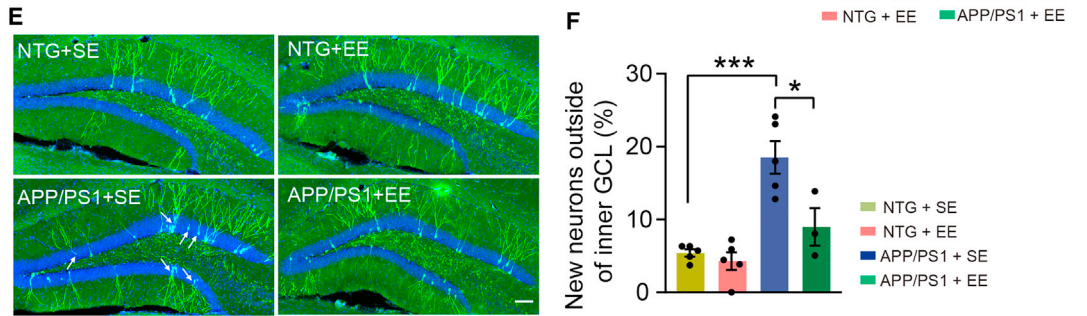 E
NTG+SE
NTG+EE
APP/PS1+SE
APP/PS1+EE
F
NTG + EE
APP/PS1 + EE
New neurons outside
of inner GCL (%)
30
20
10
0
***
*
NTG + SE
NTG + EE
APP/PS1 + SE
APP/PS1 + EE